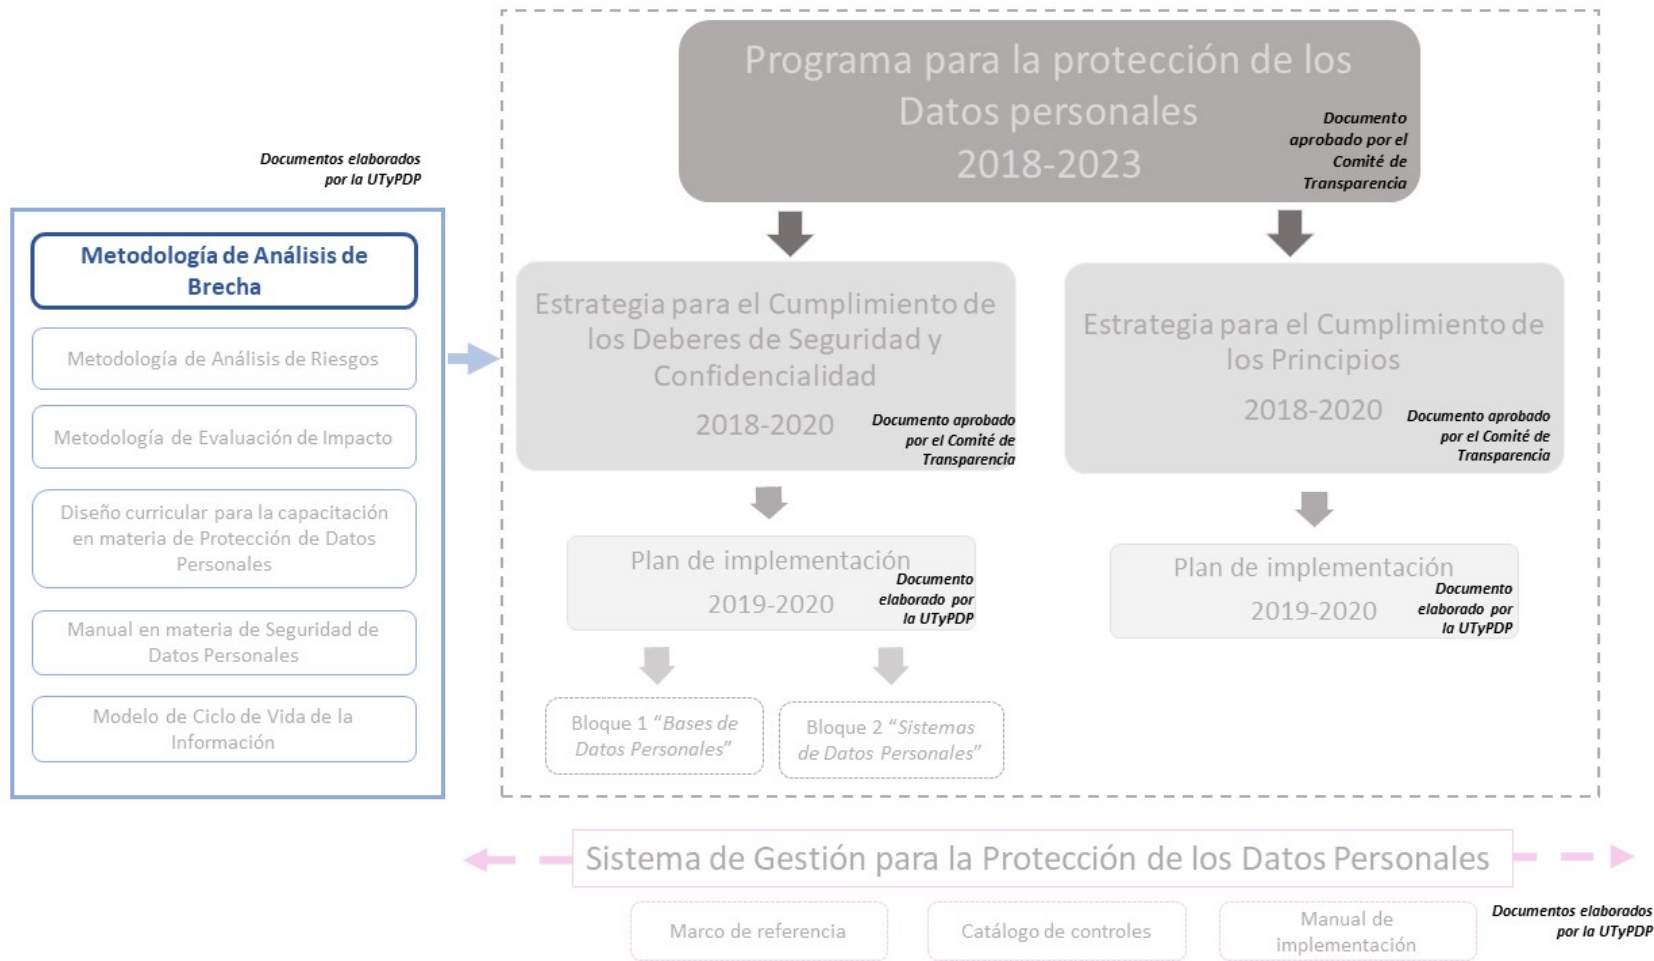 Programa para la protección de los
Datos personales
2018-2023
Documento
aprobado por el
Comité de
Transparencia
Documentos elaborados
por la UTyPDP
Metodología de Análisis de
Brecha
Metodología de Análisis de Riesgos
Metodología de Evaluación de Impacto
Diseño curricular para la capacitación
en materia de Protección de Datos
Personales
Manual en materia de Seguridad de
Datos Personales
Modelo de Ciclo de Vida de la
Información
Estrategia para el Cumplimiento de
los Deberes de Seguridad y
Confidencialidad
2018-2020
Documento aprobado
por el Comité de
Transparencia
Estrategia para el Cumplimiento de
los Principios
2018-2020
Documento aprobado
por el Comité de
Transparencia
Plan de implementación
2019-2020
Documento
elaborado por
la UTyPDP
Plan de implementación
2019-2020
Documento
elaborado por
la UTyPDP
Bloque 1 “Bases de
Datos Personales”
Bloque 2 “Sistemas
de Datos Personales”
Sistema de Gestión para la Protección de los Datos Personales
Marco de referencia
Catálogo de controles
Manual de
implementación
Documentos elaborados
por la UTyPDP